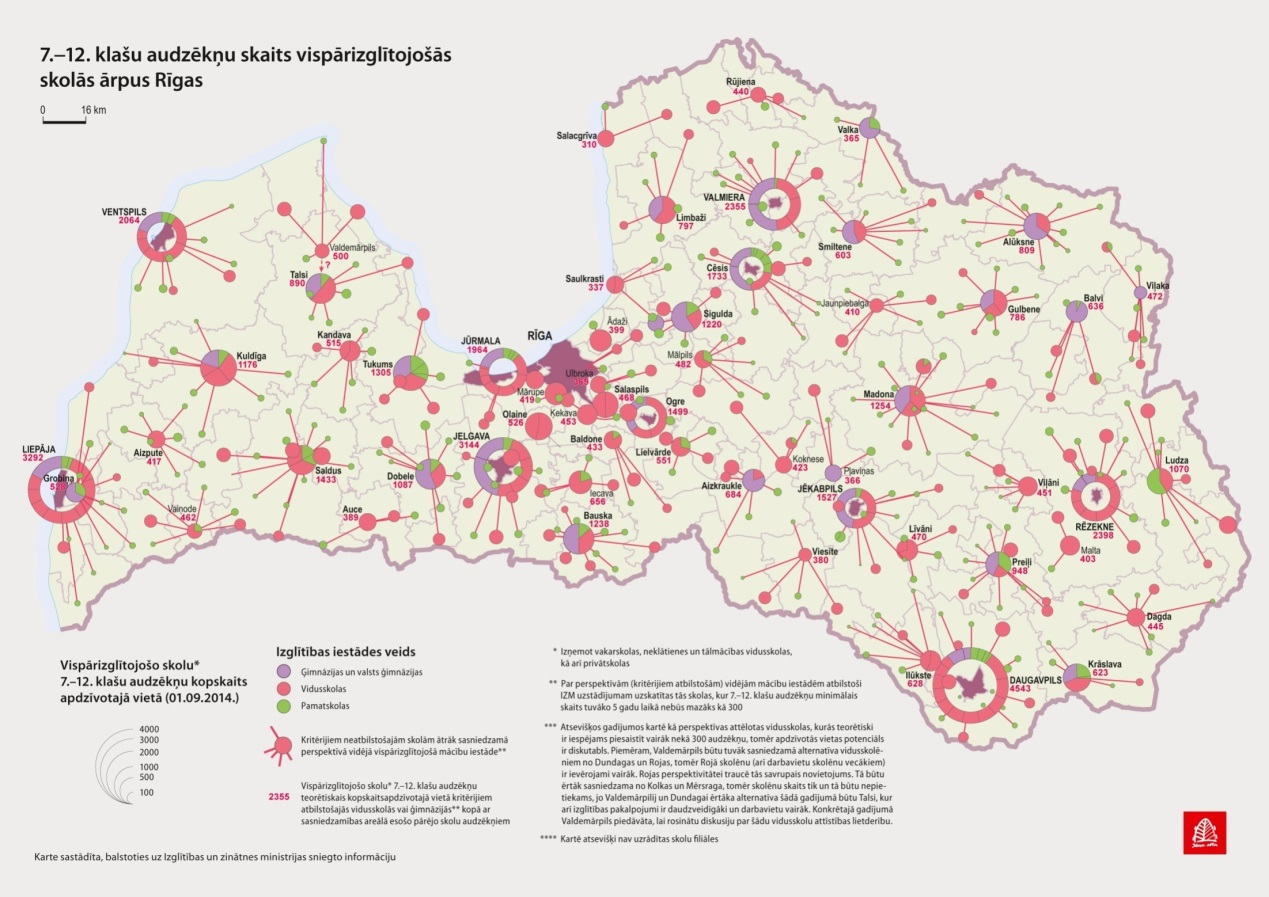 7.–12. klašu audzēkņu skaits vispārizglītojošās
skolās ārpus Rīgas
0 16 km
Rūjiena
440
Salacgrīva
310
Valka
365
VALMIERA
2355
Limbaži
797
VENTSPILS
2064
Smiltene
603
Alūksne
809
Valdemārpils
500
?
Talsi
890
Cēsis
1733
Saulkrasti
337
Viļaka
472
Balvi
636
Jaunpiebalga
410
Gulbene
786
Sigulda
1220
Ādaži
399
RĪGA
JŪRMALA
1964
Kandava
515
Kuldīga
1176
Tukums
1305
Mālpils
482
Ulbroka
369
Mārupe
419
Salaspils
468
Ogre
1499
Madona
1254
Olaine
526
Ķekava
453
Baldone
433
JELGAVA
3144
Lielvārde
551
Aizpute
417
LIEPĀJA
3292
Grobiņa
528
Saldus
1433
Dobele
1087
Koknese
423
Pļaviņas
366
Ludza
1070
Aizkraukle
684
JĒKABPILS
1527
Viļāni
451
Iecava
656
Vaiņode
462
Auce
389
Bauska
1238
RĒZEKNE
2398
Līvāni
470
Viesīte
380
Malta
403
Preiļi
948
Dagda
445
Ilūkste
628
DAUGAVPILS
4543
Krāslava
623
Vispārizglītojošo skolu*
7.–12. klašu audzēkņu kopskaits
apdzīvotajā vietā (01.09.2014.)
4000
3000
2000
1000
500
100
Izglītības iestādes veids
Ģimnāzijas un valsts ģimnāzijas
Vidusskolas
Pamatskolas
Kritērijiem neatbilstošajām skolām ātrāk sasniedzamā
perspektīvā vidējā vispārizglītojošā mācību iestāde**
2355 Vispārizglītojošo skolu* 7.–12. klašu audzēkņu
teorētiskais kopskaitsapdzīvotajā vietā kritērijiem
atbilstošajās vidusskolās vai ģimnāzijās** kopā ar
sasniedzamības areālā esošo pārējo skolu audzēkņiem
* Izņemot vakarskolas, neklātienes un tālmācības vidusskolas,
kā arī privātskolas
** Par perspektīvām (kritērijiem atbilstošām) vidējām mācību iestādēm atbilstoši
IZM uzstādījumam uzskatītas tās skolas, kur 7.–12. klašu audzēkņu minimālais
skaits tuvāko 5 gadu laikā nebūs mazāks kā 300
*** Atsevišķos gadījumos kartē kā perspektīvas attēlotas vidusskolas, kurās teorētiski
ir iespējams piesaistīt vairāk nekā 300 audzēkņu, tomēr apdzīvotās vietas potenciāls
ir diskutabls. Piemēram, Valdemārpils būtu tuvāk sasniedzamā alternatīva vidusskolē-
niem no Dundagas un Rojas, tomēr Rojā skolēnu (arī darbavietu skolēnu vecākiem)
ir ievērojami vairāk. Rojas perspektivitātei traucē tās savrupais novietojums. Tā būtu
ērtāk sasniedzama no Kolkas un Mērsraga, tomēr skolēnu skaits tik un tā būtu nepie-
tiekams, jo Valdemārpilij un Dundagai ērtāka alternatīva šādā gadījumā būtu Talsi, kur
arī izglītības pakalpojumi ir daudzveidīgāki un darbavietu vairāk. Konkrētajā gadījumā
Valdemārpils piedāvāta, lai rosinātu diskusiju par šādu vidusskolu attīstības lietderību.
**** Kartē atsevišķi nav uzrādītas skolu filiāles
Karte sastādīta, balstoties uz Izglītības un zinātnes ministrijas sniegto informāciju